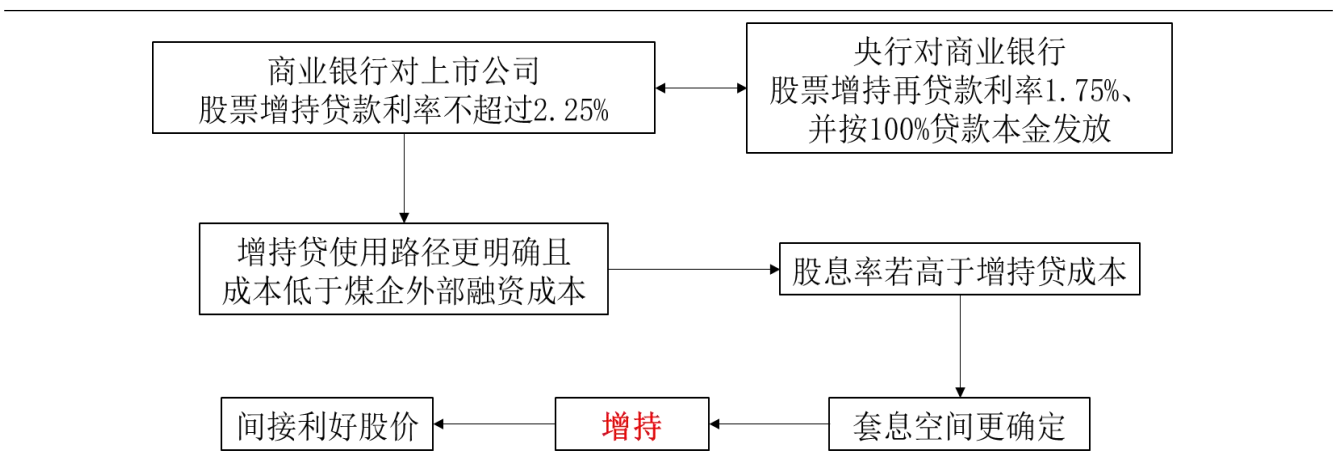 商业银行对上市公司
股票增持贷款利率不超过2.25%
央行对商业银行
股票增持再贷款利率1.75%、
并按100%贷款本金发放
增持贷使用路径更明确且
成本低于煤企外部融资成本
股息率若高于增持贷成本
间接利好股价
增持
套息空间更确定